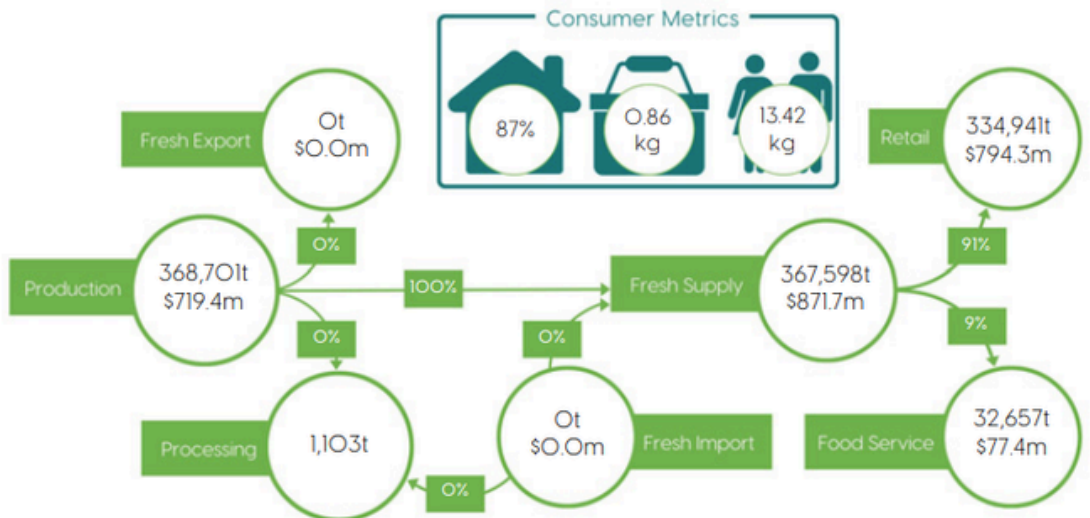 Consumer Metrics
87%
0.86
kg
13.42
kg
Fresh Export
0t
$0.0m
Retail
334,941t
$794.3m
0%
91%
Production
368,701t
$719.4m
100%
Fresh Supply
367,598t
$871.7m
0%
0%
9%
Processing
1,103t
0t
$0.0m
Fresh Import
Food Service
32,657t
$77.4m
0%